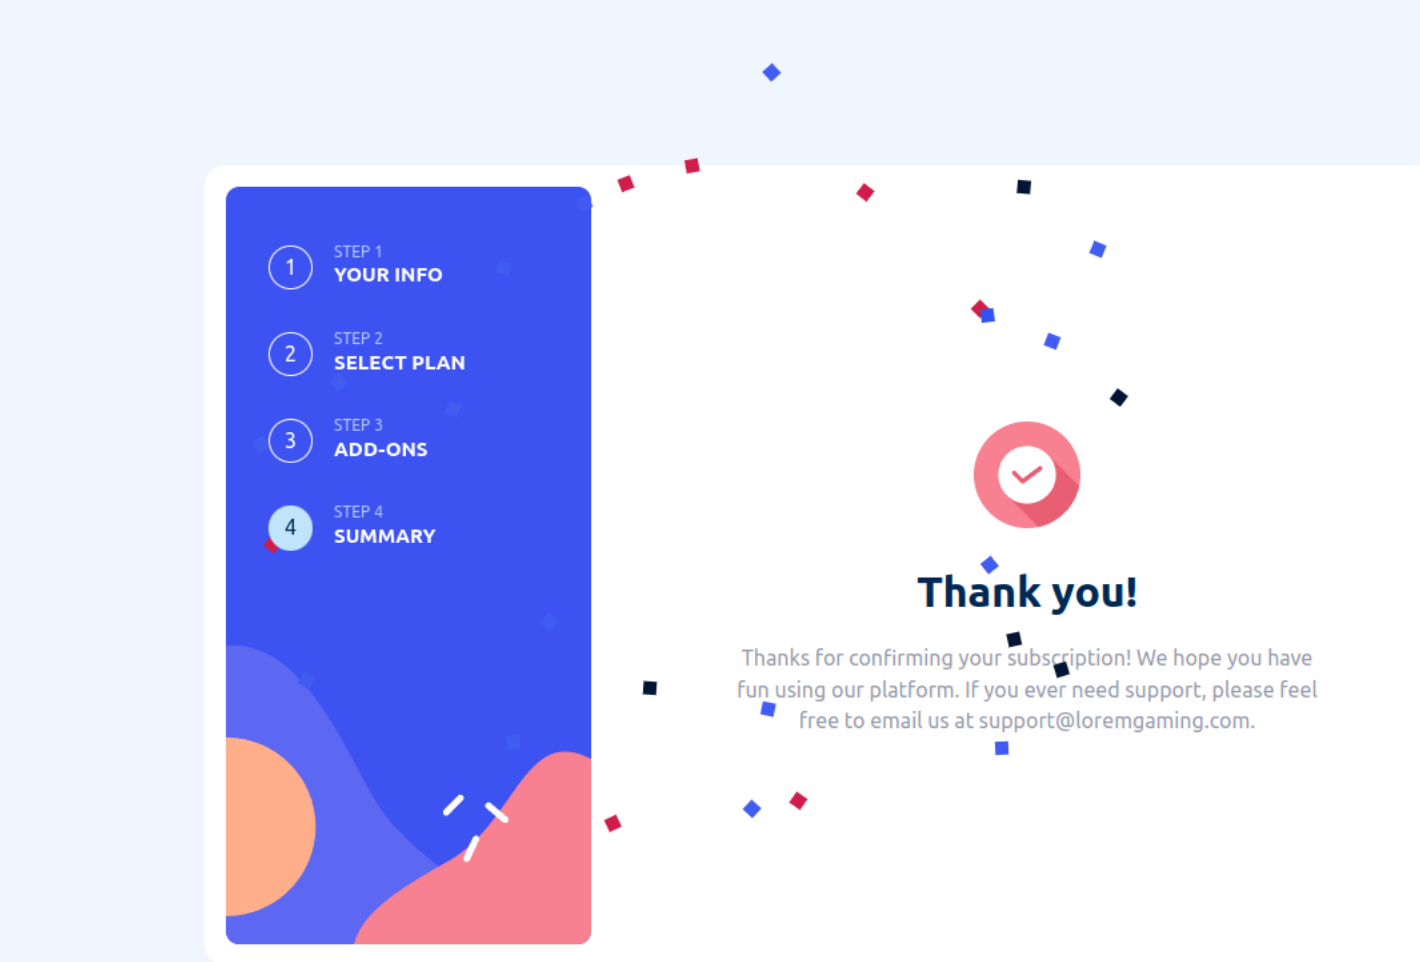 1
STEP 1
YOUR INFO
2
STEP 2
SELECT PLAN
3
STEP 3
ADD-ONS
4
STEP 4
SUMMARY
Thank you!
Thanks for confirming your subscription! We hope you have
fun using our platform. If you ever need support, please feel
free to email us at support@loremgaming.com.